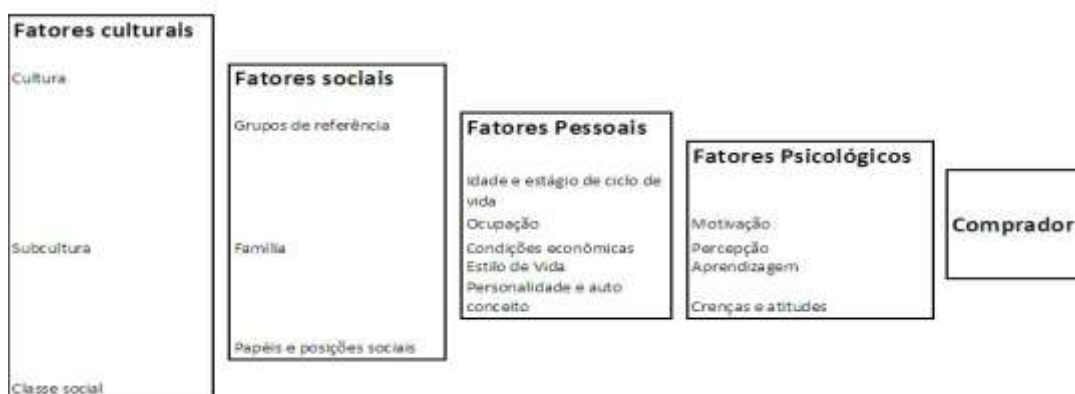 Fatores culturais
Cultura
Subcultura
Classe social
Fatores sociais
Grupos de referência
Família
Papéis e posições sociais
Fatores Pessoais
Idade e estágio de ciclo de
vida
Ocupação
Condições econômicas
Estilo de Vida
Personalidade e auto
conceito
Fatores Psicológicos
Motivação
Percepção
Aprendizagem
Crenças e atitudes
Comprador